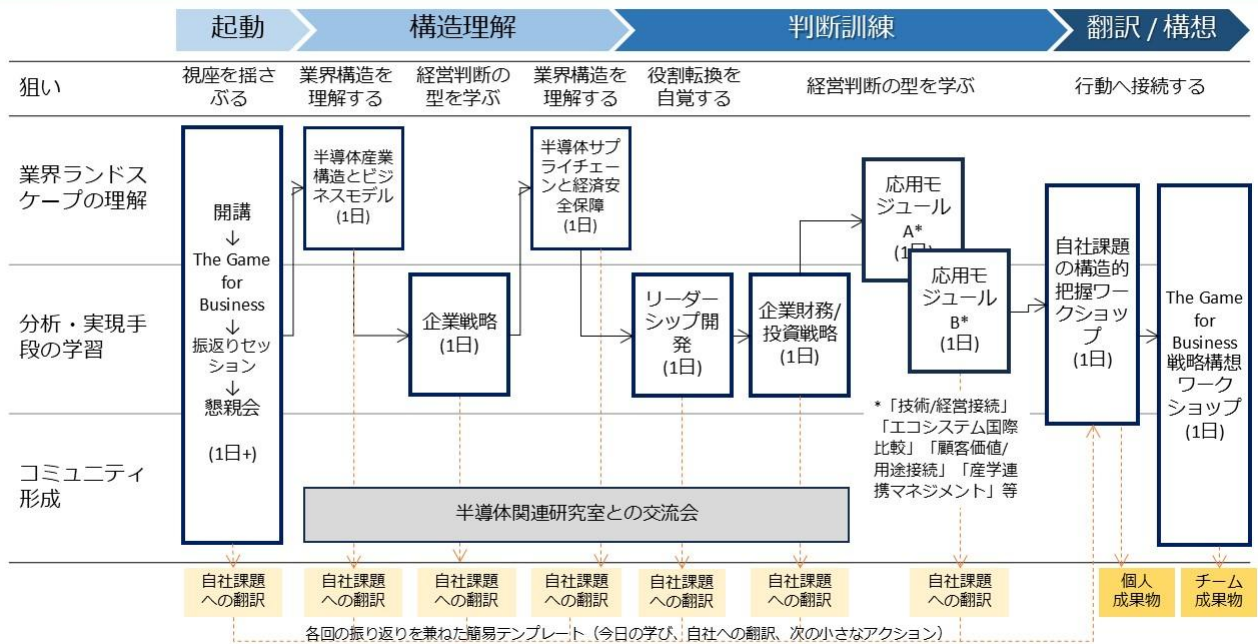 起動
構造理解
判断訓練
翻訳 / 構想
狙い
視座を揺さ
ぶる
業界構造を
理解する
経営判断の
型を学ぶ
業界構造を
理解する
役割転換を
自覚する
経営判断の型を学ぶ
行動へ接続する
業界ランドス
ケープの理解
分析・実現手
段の学習
コミュニティ
形成
開講
↓
The Game
for
Business
↓
振返りセッ
ション
↓
懇親会
(1日+)
半導体産業
構造とビジ
ネスモデル
(1日)
企業戦略
(1日)
半導体サプ
ライチェー
ンと経済安
全保障
(1日)
リーダー
シップ開
発
(1日)
企業財務/
投資戦略
(1日)
応用モ
ジュール
A*
(1日)
応用モ
ジュール
B*
(1日)
*「技術/経営接続」
「エコシステム国際
比較」「顧客価値/
用途接続」「産学連
携マネジメント」等
自社課題
の構造的
把握ワー
クショッ
プ
(1日)
The Game
for
Business
戦略構想
ワーク
ショップ
(1日)
半導体関連研究室との交流会
自社課題
への翻訳
自社課題
への翻訳
自社課題
への翻訳
自社課題
への翻訳
自社課題
への翻訳
自社課題
への翻訳
自社課題
への翻訳
個人
成果物
チーム
成果物
各回の振り返りを兼ねた簡易テンプレート（今日の学び、自社への翻訳、次の小さなアクション）